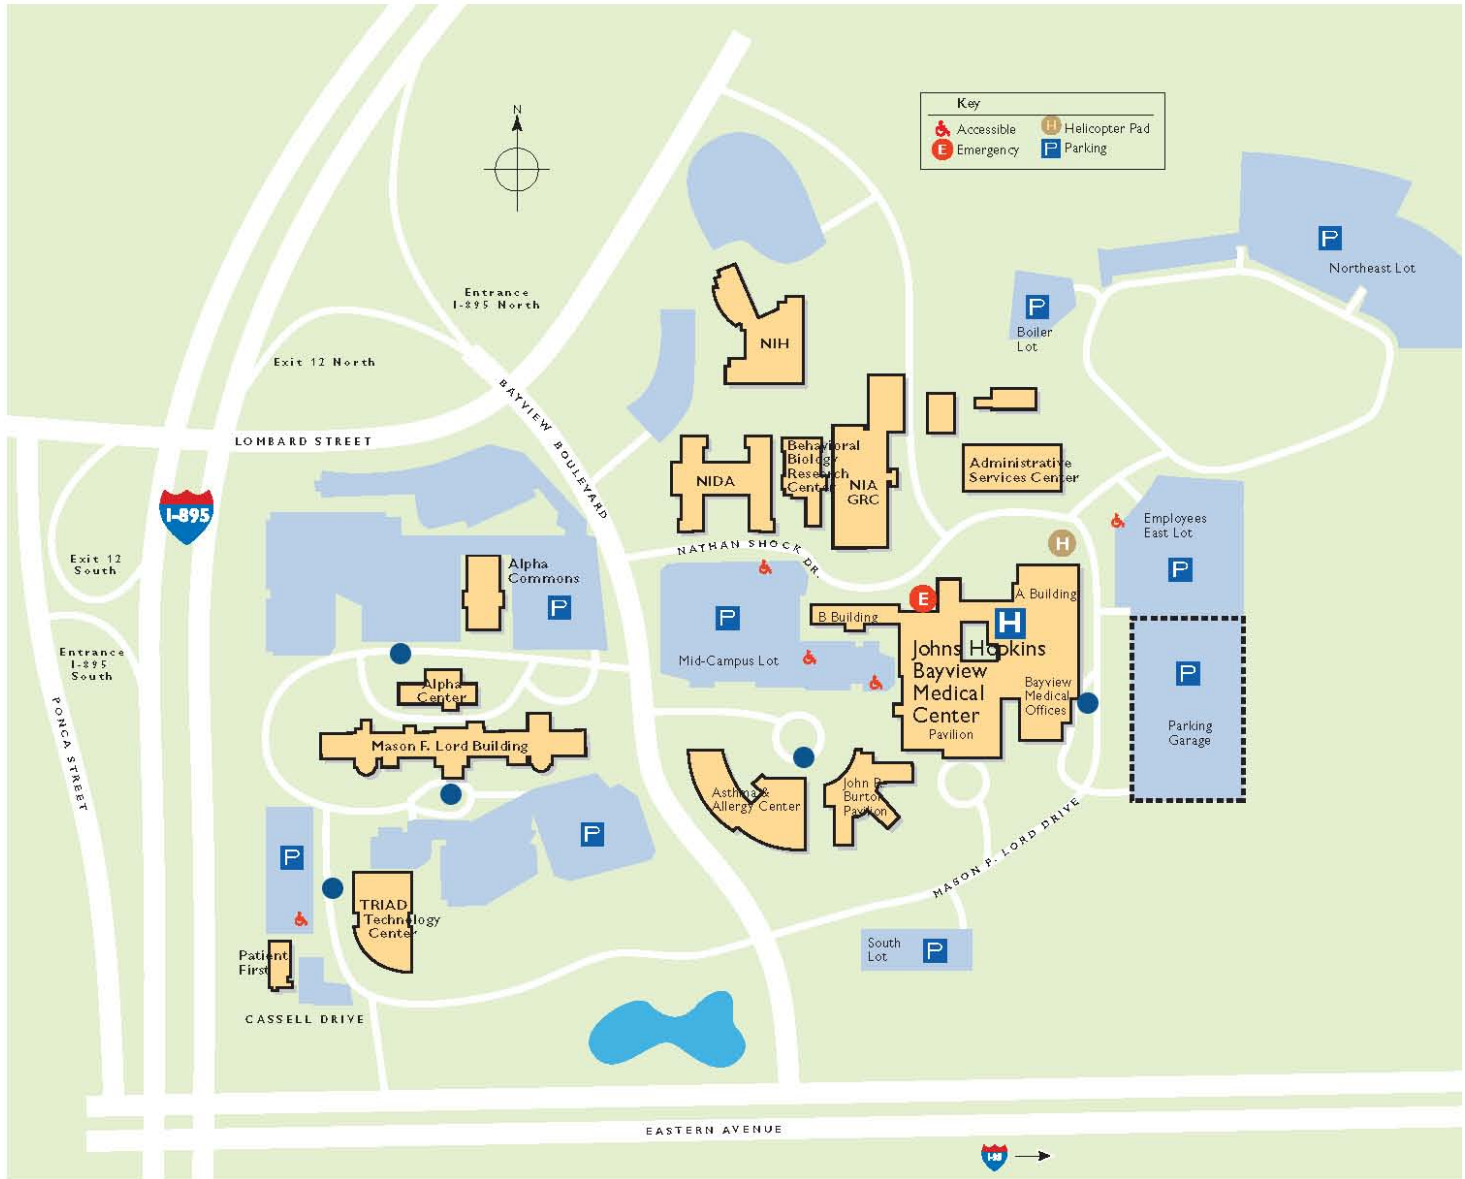 N
Key
Accessible
H
Helicopter Pad
E
Emergency
P
Parking
P
Northeast Lot
Entrance
I-895 North
P
Boiler
Lot
Exit 12 North
NIH
BAYVIEW BOULEVARD
LOMBARD STREET
Behavioral
Biology
Research
Center
NIDA
NIA
GRC
Administrative
Services Center
I-895
Employees
East Lot
P
NATHAN SHOCK DR.
H
Exit 12
South
Alpha
Commons
P
E
A Building
B Building
P
H
Mid-Campus Lot
Johns Hopkins
Bayview
Medical
Center
Pavilion
Bayview
Medical
Offices
P
Parking
Garage
Entrance
I-895
South
PONCA STREET
Alpha
Center
Mason F. Lord Building
Asthma &
Allergy Center
John R.
Burton
Pavilion
MASON F. LORD DRIVE
P
P
TRIAD
Technology
Center
Patient
First
South
Lot
P
CASSELL DRIVE
EASTERN AVENUE